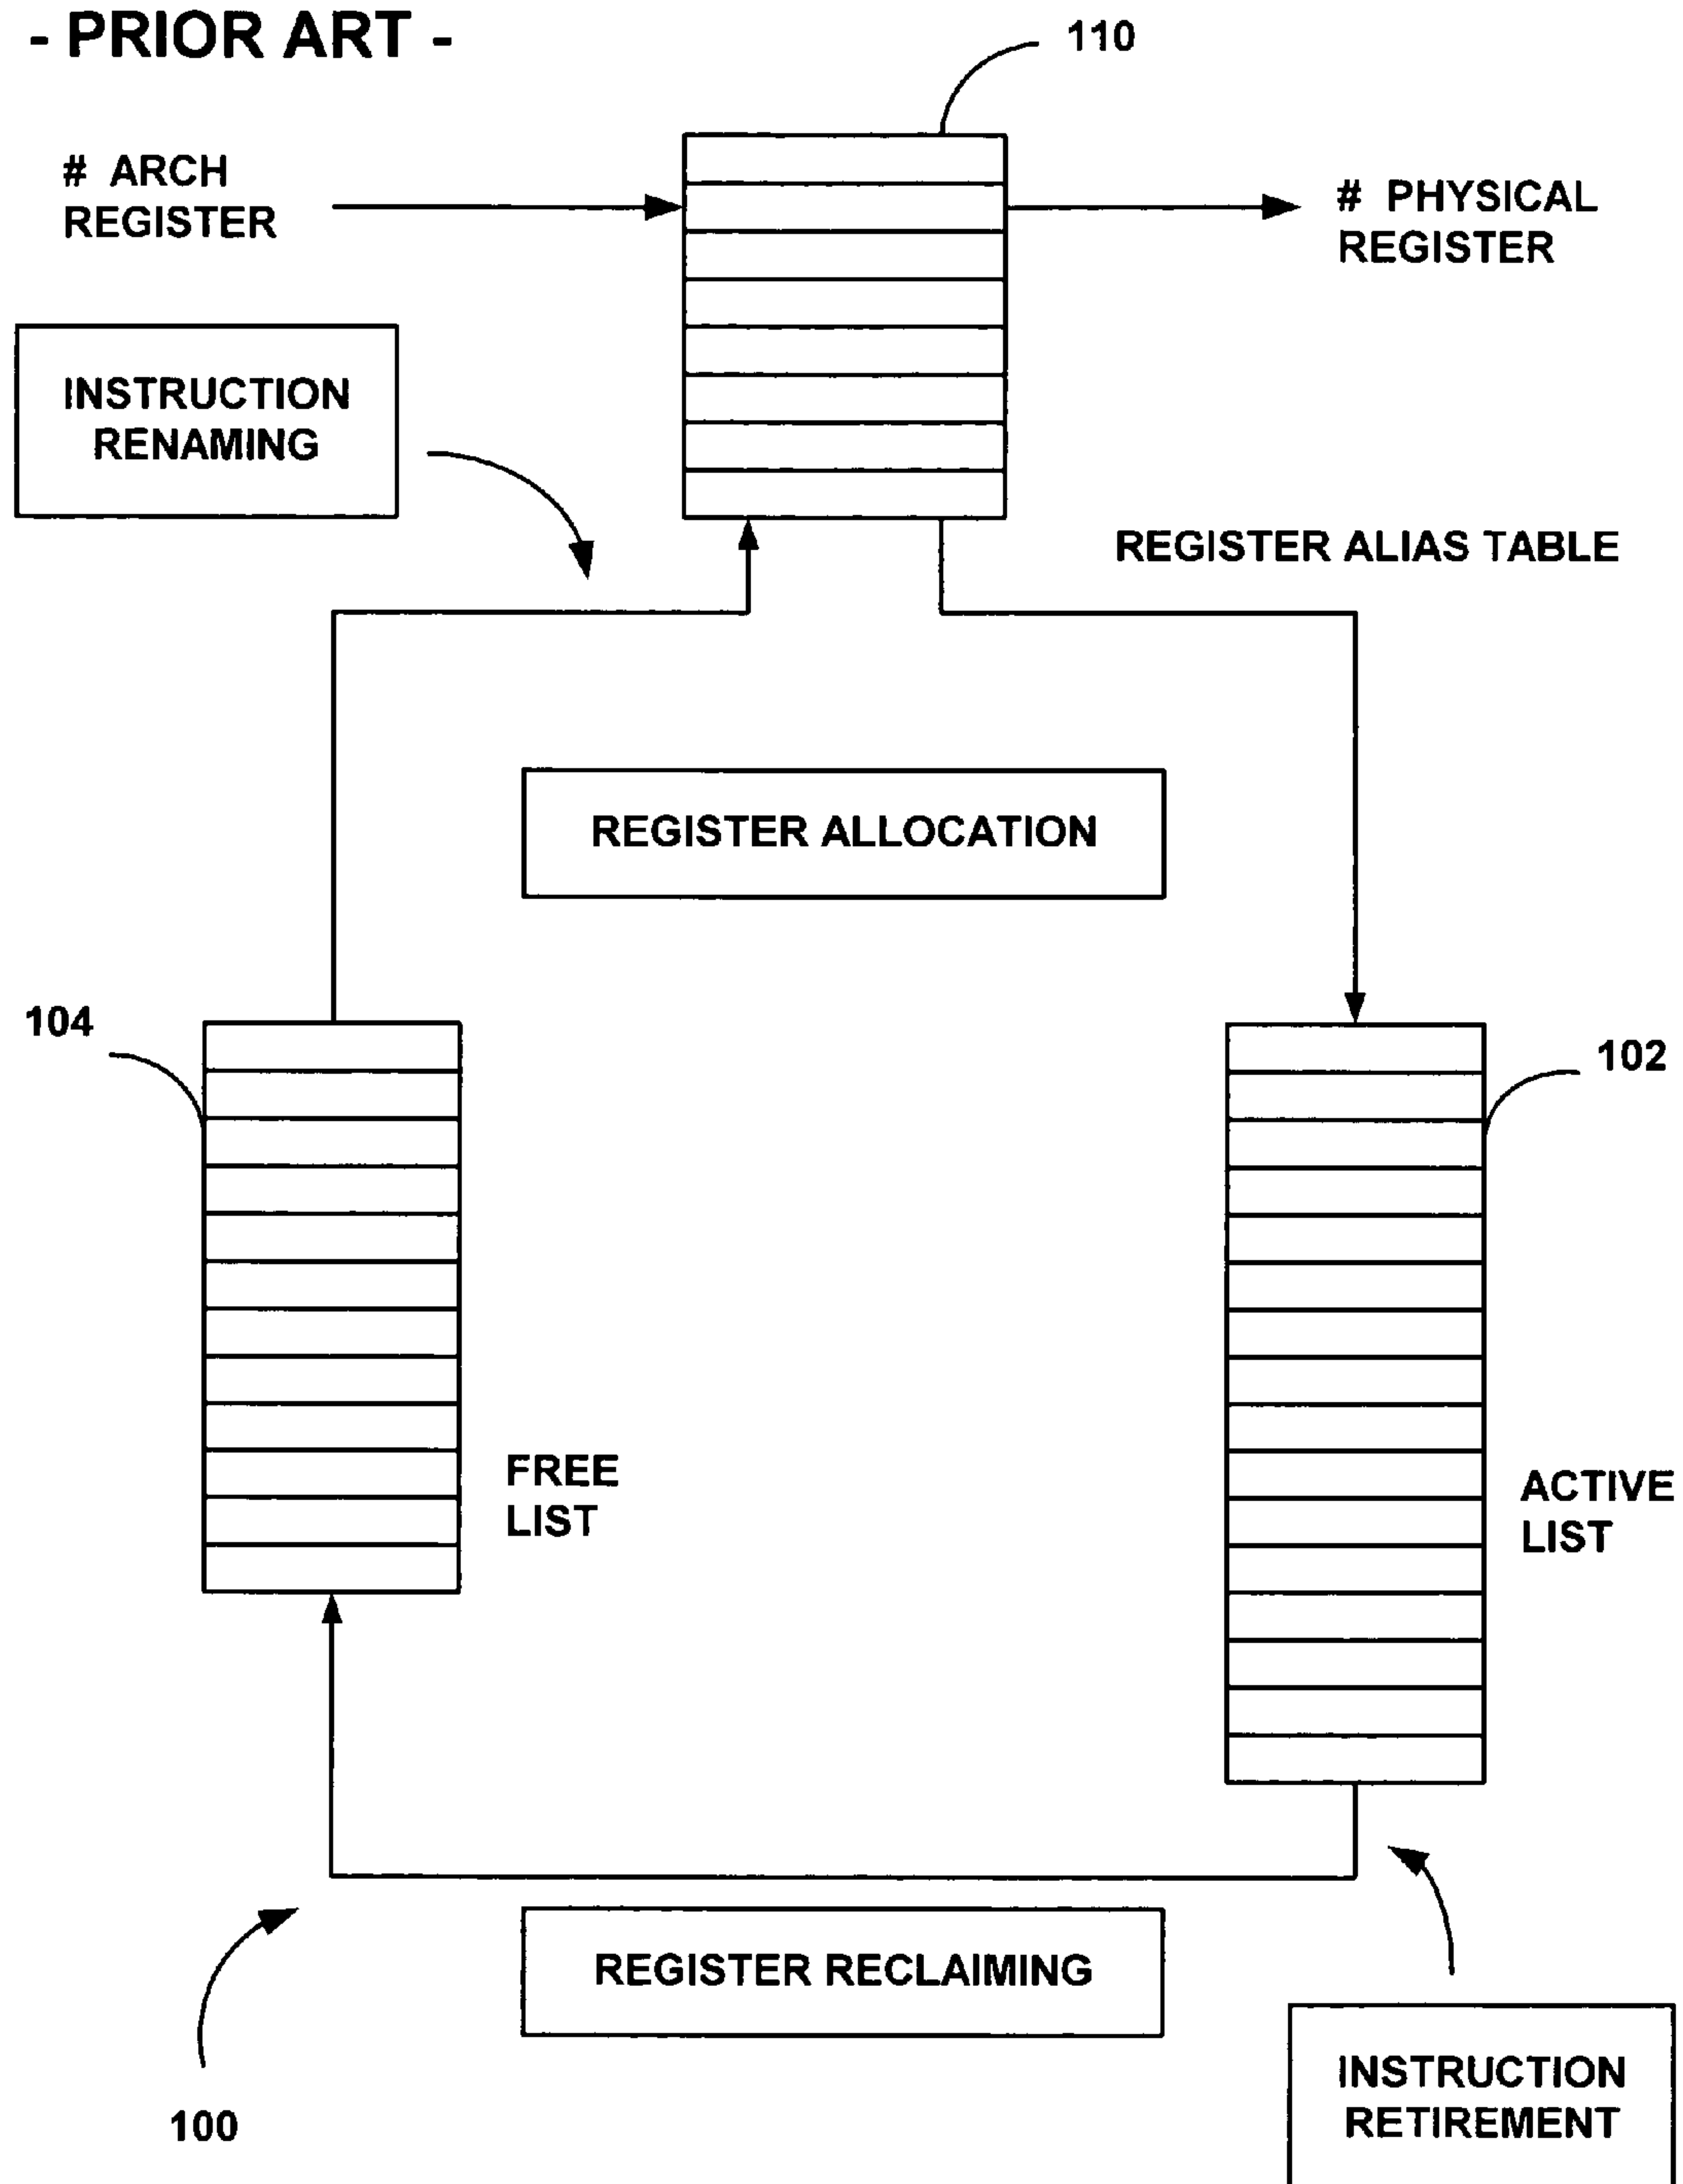 - PRIOR ART -
110
# ARCH
REGISTER
# PHYSICAL
REGISTER
INSTRUCTION
RENAMING
REGISTER ALIAS TABLE
REGISTER ALLOCATION
104
102
FREE
LIST
ACTIVE
LIST
REGISTER RECLAIMING
100
INSTRUCTION
RETIREMENT